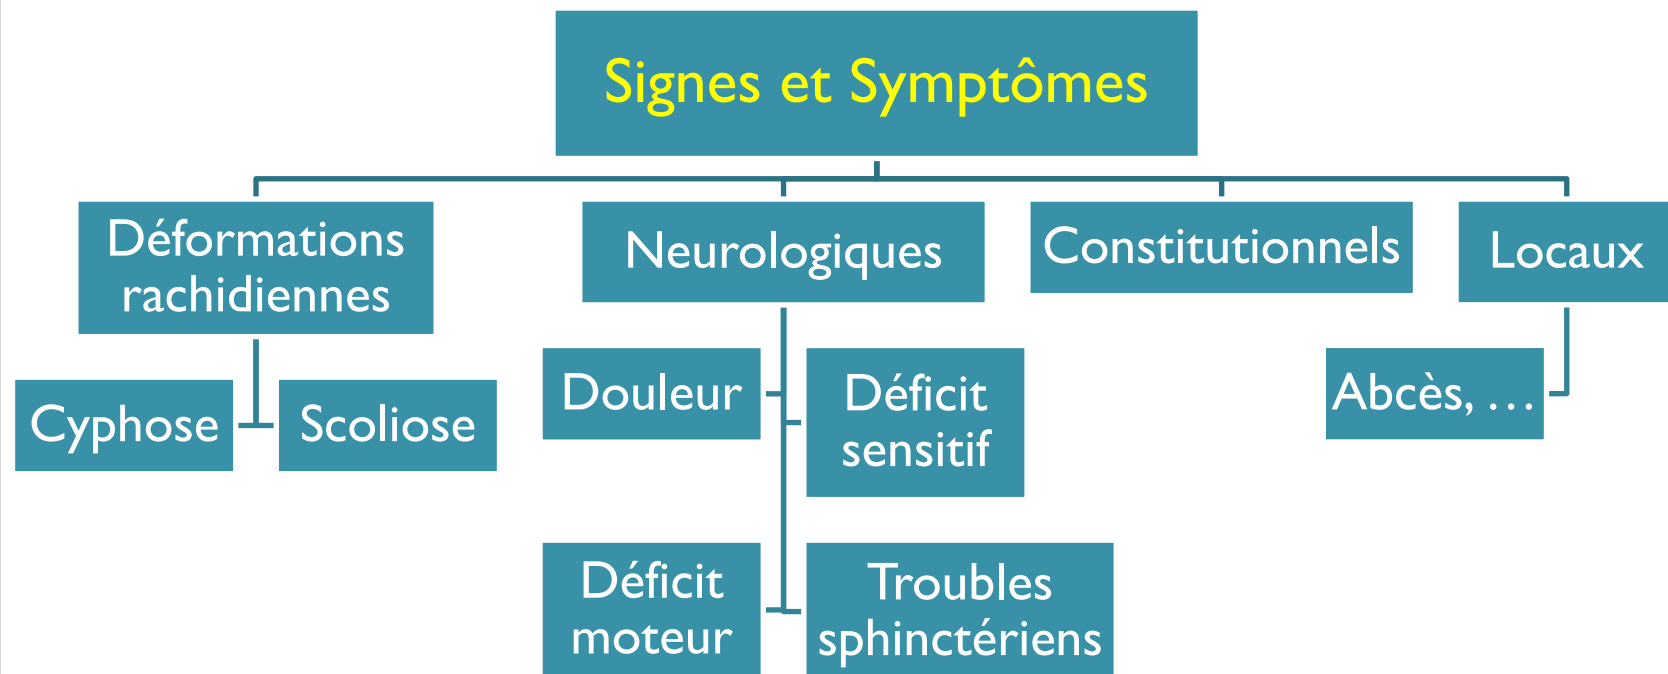 Signes et Symptômes
Déformations
rachidiennes
Neurologiques
Constitutionnels
Locaux
Cyphose
Scoliose
Douleur
Déficit
sensitif
Déficit
moteur
Troubles
sphinctériens
Abcès, …